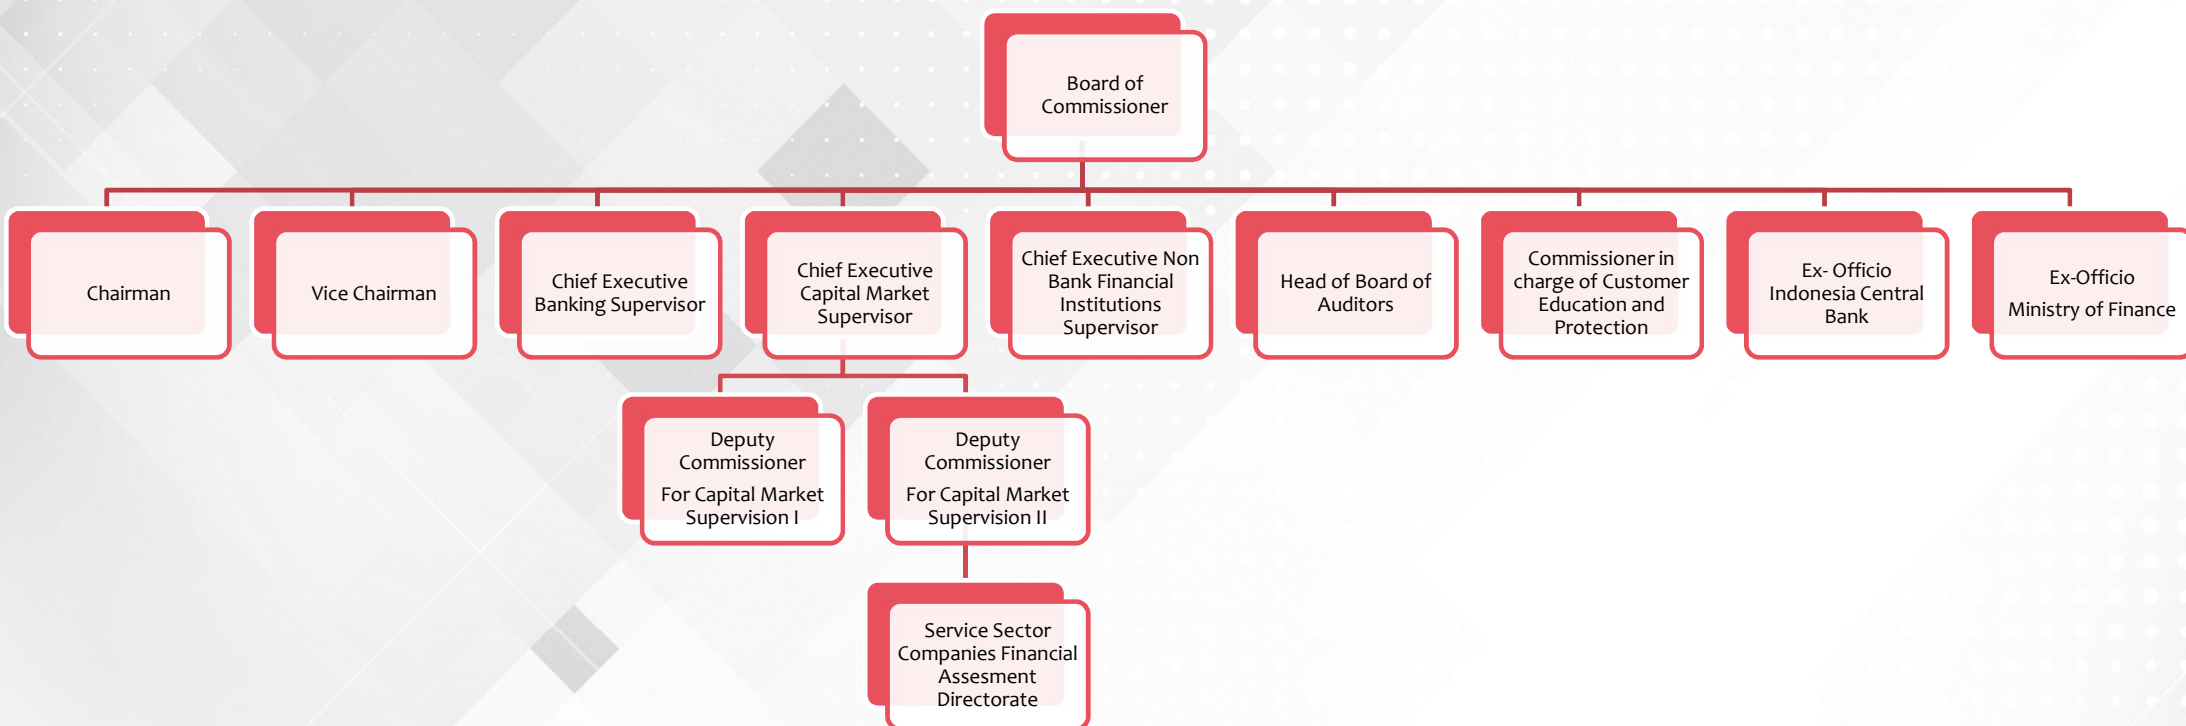 Board of
Commissioner
Chairman
Vice Chairman
Chief Executive
Banking Supervisor
Chief Executive
Capital Market
Supervisor
Chief Executive Non
Bank Financial
Institutions
Supervisor
Head of Board of
Auditors
Commissioner in
charge of Customer
Education and
Protection
Ex- Officio
Indonesia Central
Bank
Ex-Officio
Ministry of Finance
Deputy
Commissioner
For Capital Market
Supervision I
Deputy
Commissioner
For Capital Market
Supervision II
Service Sector
Companies Financial
Assesment
Directorate